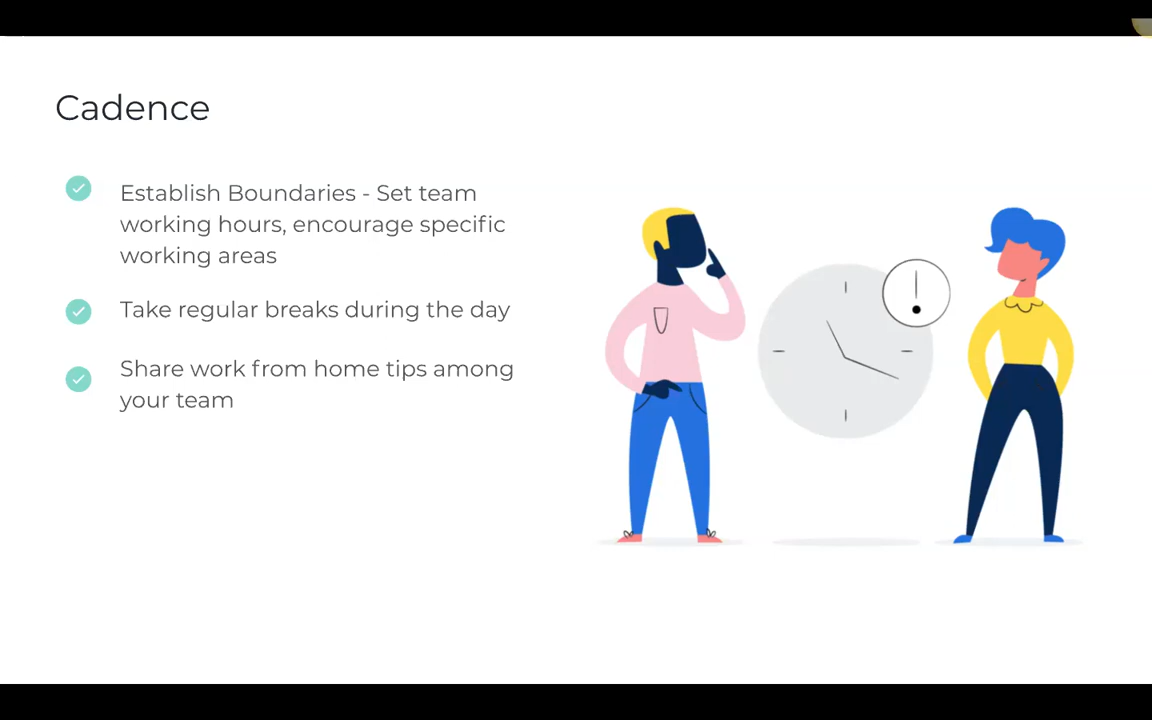 Cadence
Establish Boundaries - Set team
working hours, encourage specific
working areas
Take regular breaks during the day
Share work from home tips among
your team